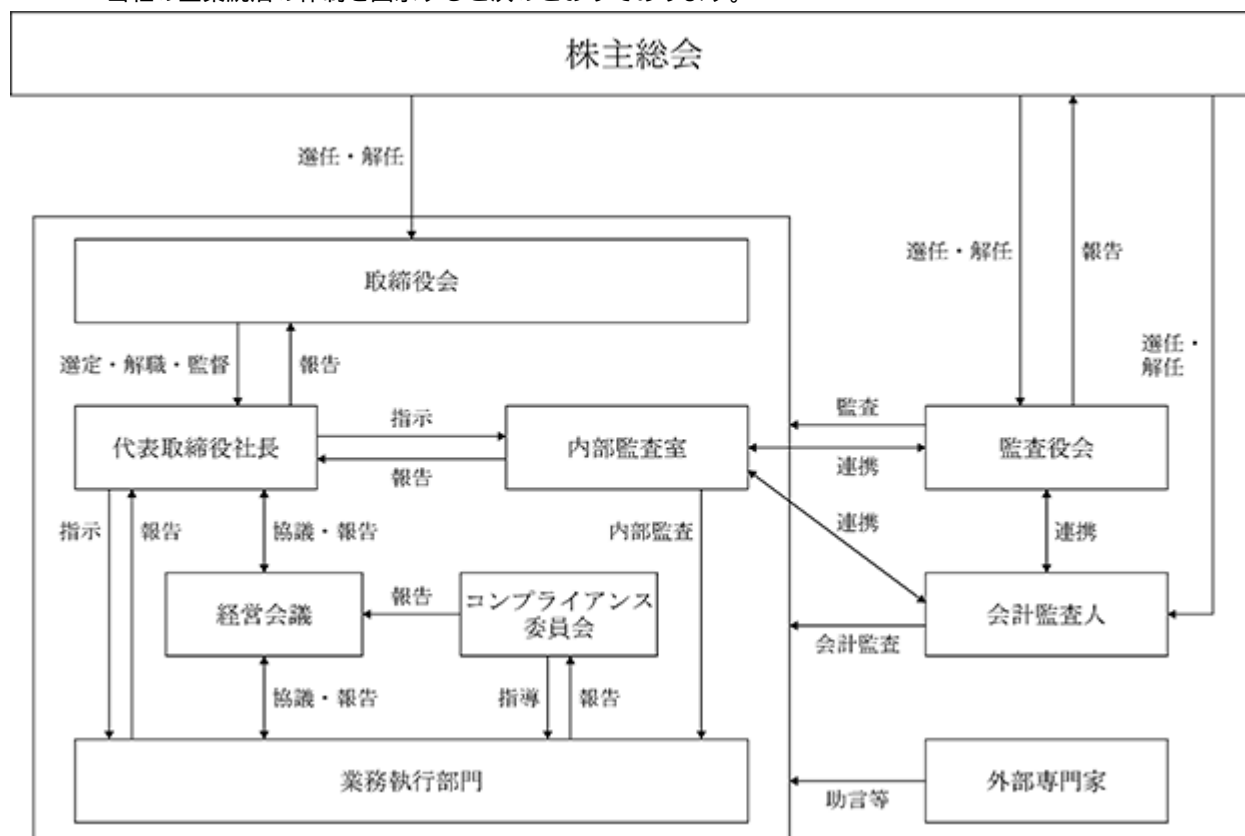 当社の企業統治の体制を図示すると次のとおりであります。
株主総会
選任・解任
選任・解任
報告
選任・
解任
取締役会
選定・解職・監督
報告
代表取締役社長
指示
報告
内部監査室
監査
連携
監査役会
指示
報告
協議・報告
内部監査
連携
連携
経営会議
報告
コンプライアンス
委員会
会計監査
会計監査人
協議・報告
指導
報告
業務執行部門
助言等
外部専門家